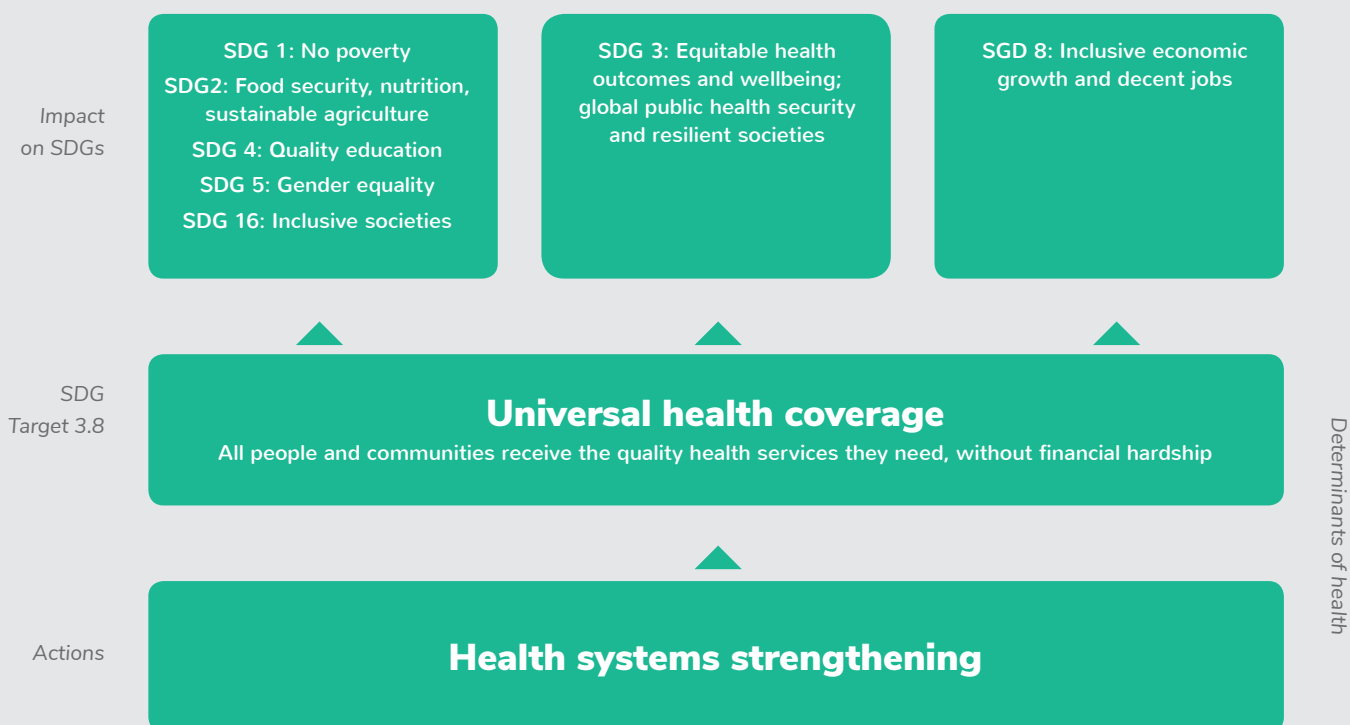 Impact
on SDGs
SDG 1: No poverty
SDG2: Food security, nutrition,
sustainable agriculture
SDG 4: Quality education
SDG 5: Gender equality
SDG 16: Inclusive societies
SDG 3: Equitable health
outcomes and wellbeing;
global public health security
and resilient societies
SGD 8: Inclusive economic
growth and decent jobs
SDG
Target 3.8
Universal health coverage
All people and communities receive the quality health services they need, without financial hardship
Actions
Health systems strengthening
Determinants of health